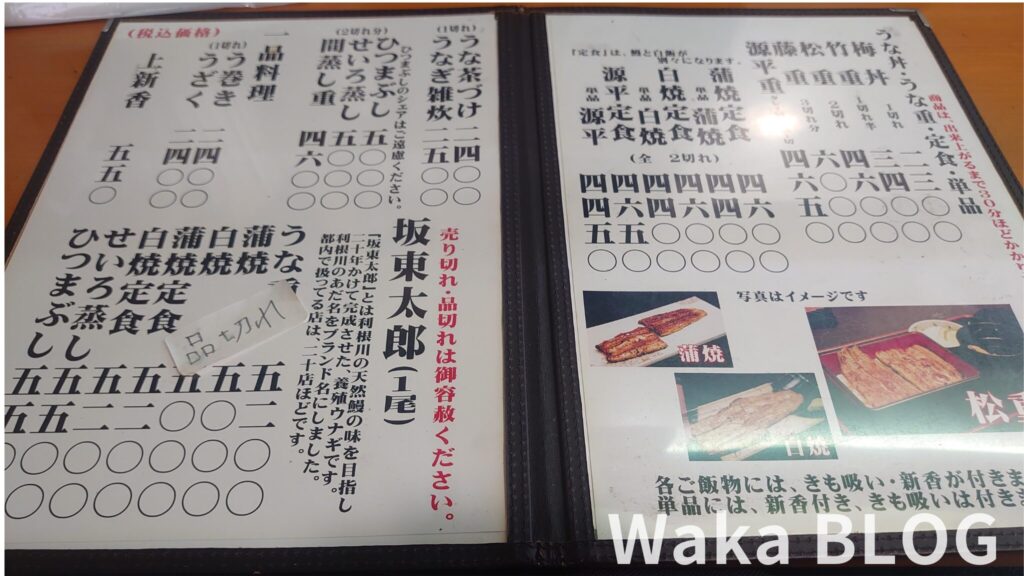 うな丼・うな重・定食・単品
商品は、出来上がるまで30分ほどかかり
梅丼 1切れ 二三〇〇
竹重 1切れ半 三四〇〇
松重 2切れ 四六〇〇
藤重 3切れ分 六〇〇〇
源平重 四六五〇
「定食」は、鰻と白飯が
別々になります。
蒲焼定食 四六〇〇
単品 蒲焼 四四〇〇
白焼定食 四六〇〇
単品 白焼 四四〇〇
源平定食 四六五〇
単品 源平 四四五〇
(全 2切れ)
写真はイメージです
蒲焼
白焼
松重
各ご飯物には、きも吸い・新香が付きま
単品には、新香付き、きも吸いは付き
(税込価格)
(1切れ)
うな茶づけ 二四〇〇
うなぎ雑炊 二五〇〇
ひつまぶしのシェアはご遠慮ください。
(2切れ分)
ひつまぶし 五〇〇〇
せいろ蒸し 五〇〇〇
間蒸し重 四六〇〇
一品料理
(1切れ)
う巻き 二四〇〇
うざく 二四〇〇
上新香 五五〇
売り切れ・品切れは御容赦ください。
坂東太郎(1尾)
『坂東太郎』とは利根川の天然鰻の味を目指し
二十年かけて完成させた、養殖ウナギです。
利根川のあだ名をブランド名にしました。
都内で扱ってる店は、二十店ほどです。
うな 五二〇〇
蒲焼 五〇〇〇
白焼 五〇〇〇
蒲焼定食 五二〇〇
白焼定食 五二〇〇
せいろ蒸し 五五〇〇
ひつまぶし 五五〇〇
品切れ
Waka BLOG